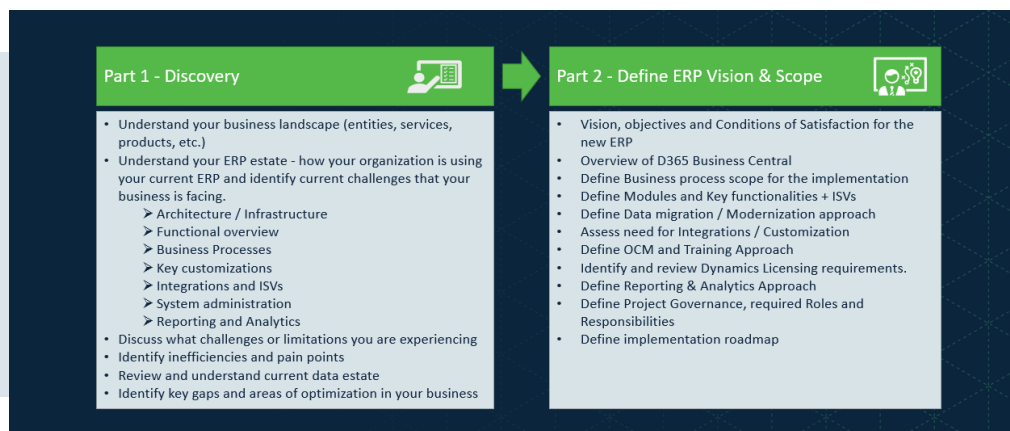 Part 1 - Discovery
• Understand your business landscape (entities, services,
products, etc.)
• Understand your ERP estate - how your organization is using
your current ERP and identify current challenges that your
business is facing.
➢ Architecture / Infrastructure
➢ Functional overview
➢ Business Processes
➢ Key customizations
➢ Integrations and ISVs
➢ System administration
➢ Reporting and Analytics
• Discuss what challenges or limitations you are experiencing
• Identify inefficiencies and pain points
• Review and understand current data estate
• Identify key gaps and areas of optimization in your business
Part 2 - Define ERP Vision & Scope
• Vision, objectives and Conditions of Satisfaction for the
new ERP
• Overview of D365 Business Central
• Define Business process scope for the implementation
• Define Modules and Key functionalities + ISVs
• Define Data migration / Modernization approach
• Assess need for Integrations / Customization
• Define OCM and Training Approach
• Identify and review Dynamics Licensing requirements.
• Define Reporting & Analytics Approach
• Define Project Governance, required Roles and
Responsibilities
• Define implementation roadmap